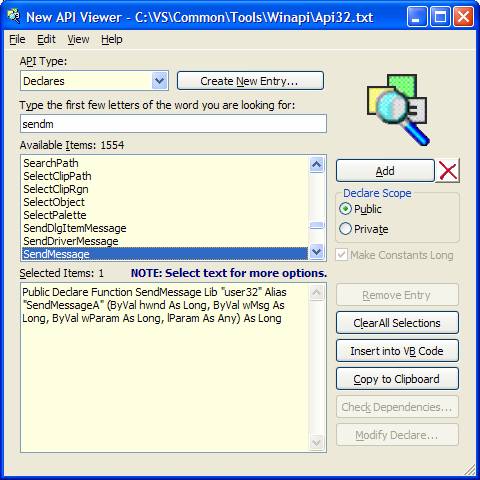 New API Viewer - C:\VS\Common\Tools\Winapi\Api32.txt
File Edit View Help
API Type:
Declares
Create New Entry...
Type the first few letters of the word you are looking for:
sendm
Available Items: 1554
SearchPath
SelectClipPath
SelectClipRgn
SelectObject
SelectPalette
SendDlgItemMessage
SendDriverMessage
SendMessage
Add
Declare Scope
Public
Private
Make Constants Long
Selected Items: 1 NOTE: Select text for more options.
Public Declare Function SendMessage Lib "user32" Alias
"SendMessageA" (ByVal hwnd As Long, ByVal wMsg As
Long, ByVal wParam As Long, lParam As Any) As Long
Remove Entry
ClearAll Selections
Insert into VB Code
Copy to Clipboard
Check Dependencies...
Modify Declare...